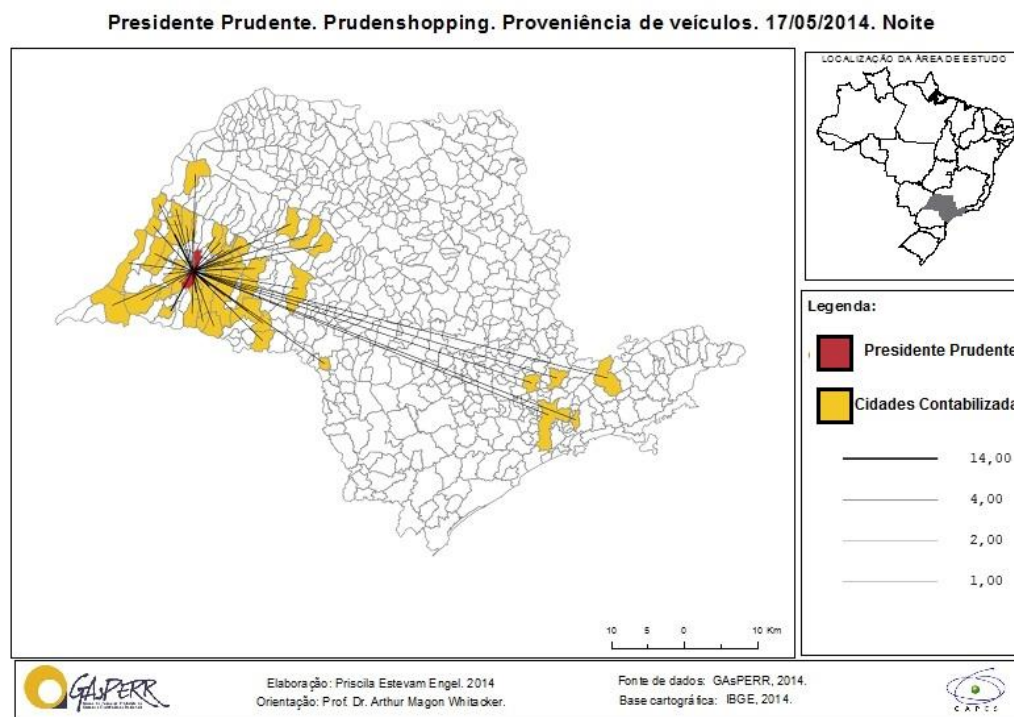 Presidente Prudente. Prudenshopping. Proveniência de veículos. 17/05/2014. Noite
LOCALIZAÇÃO DA ÁREA DE ESTUDO
Legenda:
Presidente Prudente
Cidades Contabilizada
14,00
4,00
2,00
1,00
10 5 0 10 Km
GAsPERR
Elaboração: Priscila Estevam Engel. 2014
Orientação: Prof. Dr. Arthur Magon Whitacker.
Fonte de dados: GAsPERR, 2014.
Base cartográfica: IBGE, 2014.
CAPES